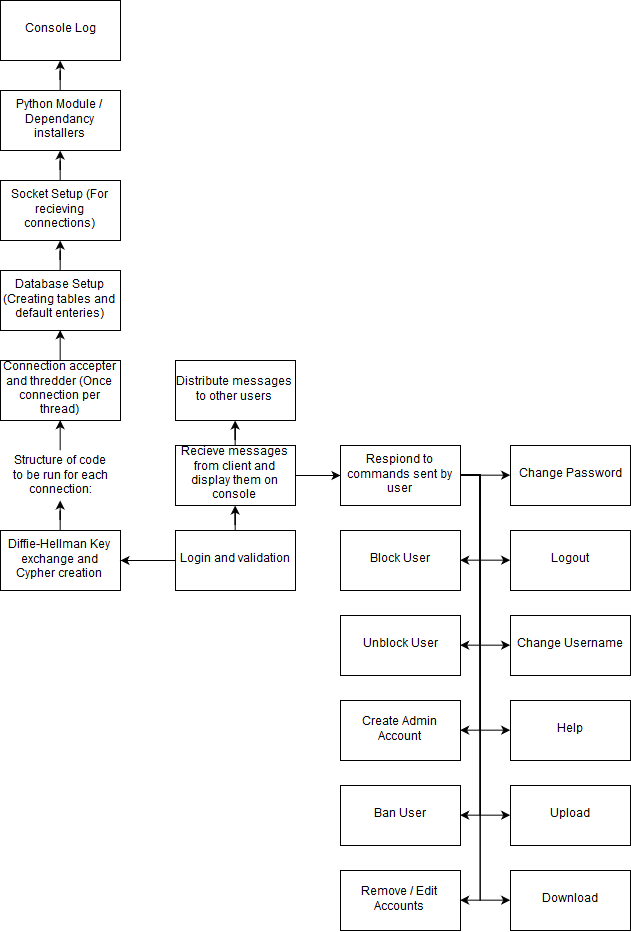 Console Log
Python Module /
Dependancy
installers
Socket Setup (For
recieving
connections)
Database Setup
(Creating tables and
default enteries)
Connection accepter
and thredder (Once
connection per
thread)
Structure of code
to be run for each
connection:
Diffie-Hellman Key
exchange and
Cypher creation
Distribute messages
to other users
Recieve messages
from client and
display them on
console
Login and validation
Respond to
commands sent by
user
Block User
Unblock User
Create Admin
Account
Ban User
Remove / Edit
Accounts
Change Password
Logout
Change Username
Help
Upload
Download